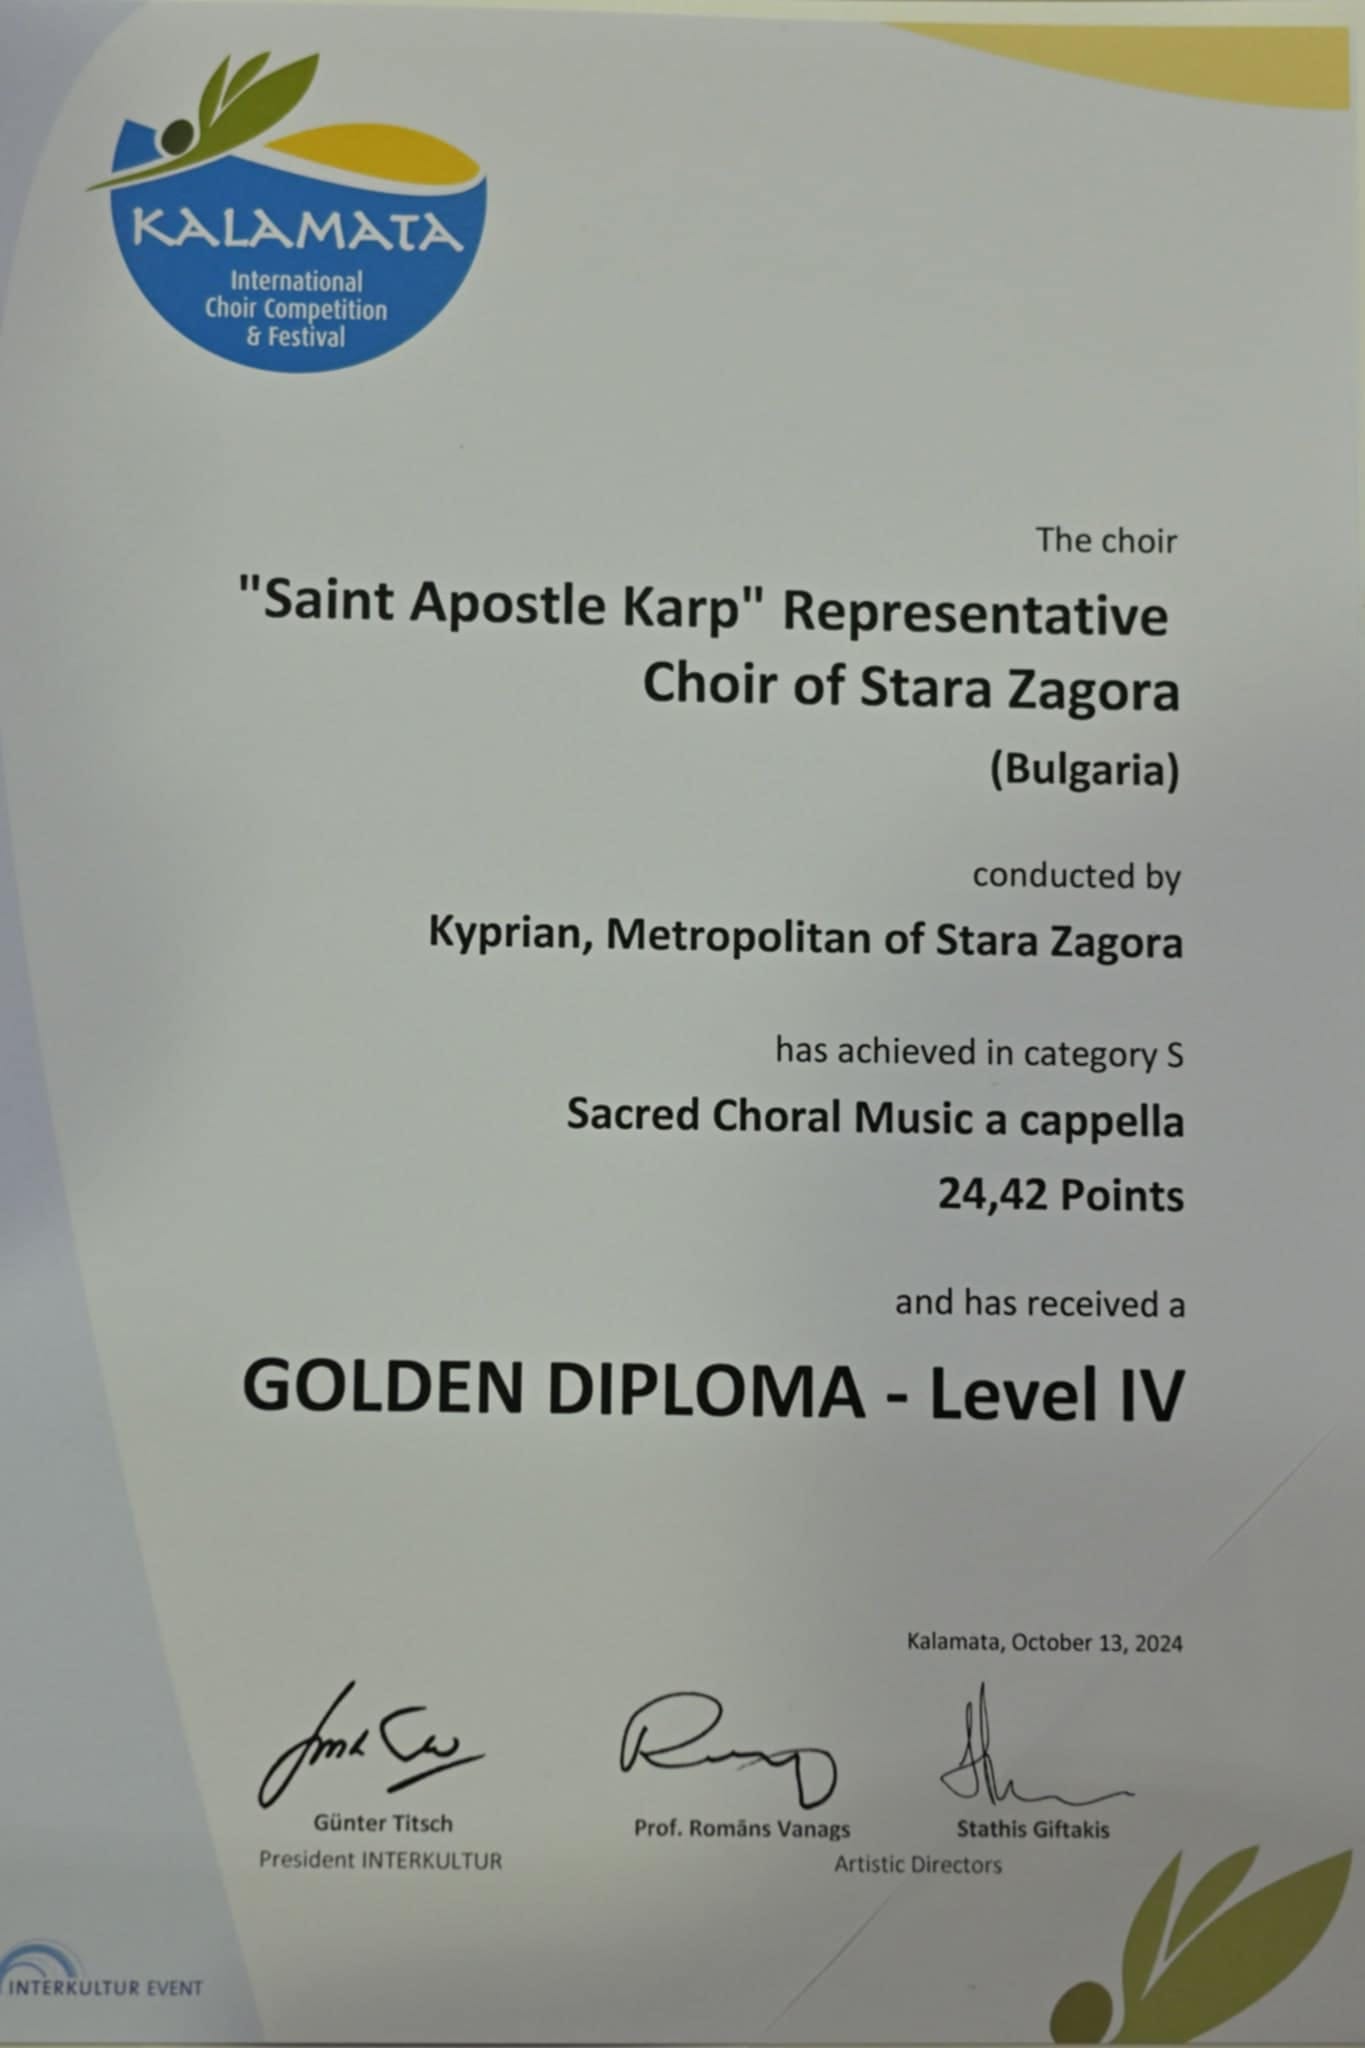 KALAMATA
International
Choir Competition
& Festival
The choir
"Saint Apostle Karp" Representative
Choir of Stara Zagora
(Bulgaria)
conducted by
Kyprian, Metropolitan of Stara Zagora
has achieved in category S
Sacred Choral Music a cappella
24,42 Points
and has received a
GOLDEN DIPLOMA - Level IV
Kalamata, October 13, 2024
Günter Titsch
President INTERKULTUR
Prof. Romāns Vanags
Stathis Giftakis
Artistic Directors
INTERKULTUR EVENT